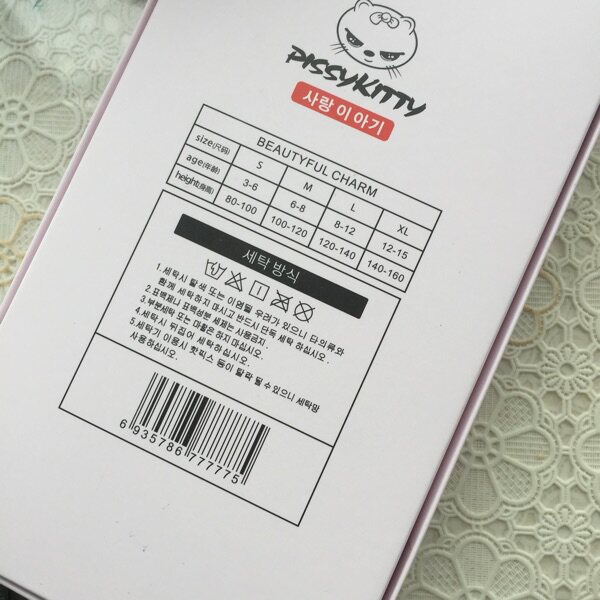 PISSYKITTY
사랑 이 아기
BEAUTYFUL CHARM
size(尺码) S M L XL
age(年龄) 3-6 6-8 8-12 12-15
height(身高) 80-100 100-120 120-140 140-160
세탁 방식
1.세탁시 탈색 또는 이염될 우려가 있으니 타의류와
함께 세탁하지 마시고 반드시 단독 세탁 하십시오.
2.표백제나 표백성분 세제는 사용금지.
3.부분세탁 또는 마찰은 하지 마십시오.
4.세탁시 뒤집어 세탁하십시오.
5.세탁기 이용시 핫픽스 등이 탈락 될 수 있으니 세탁망
사용하십시오.
6 935786 777775